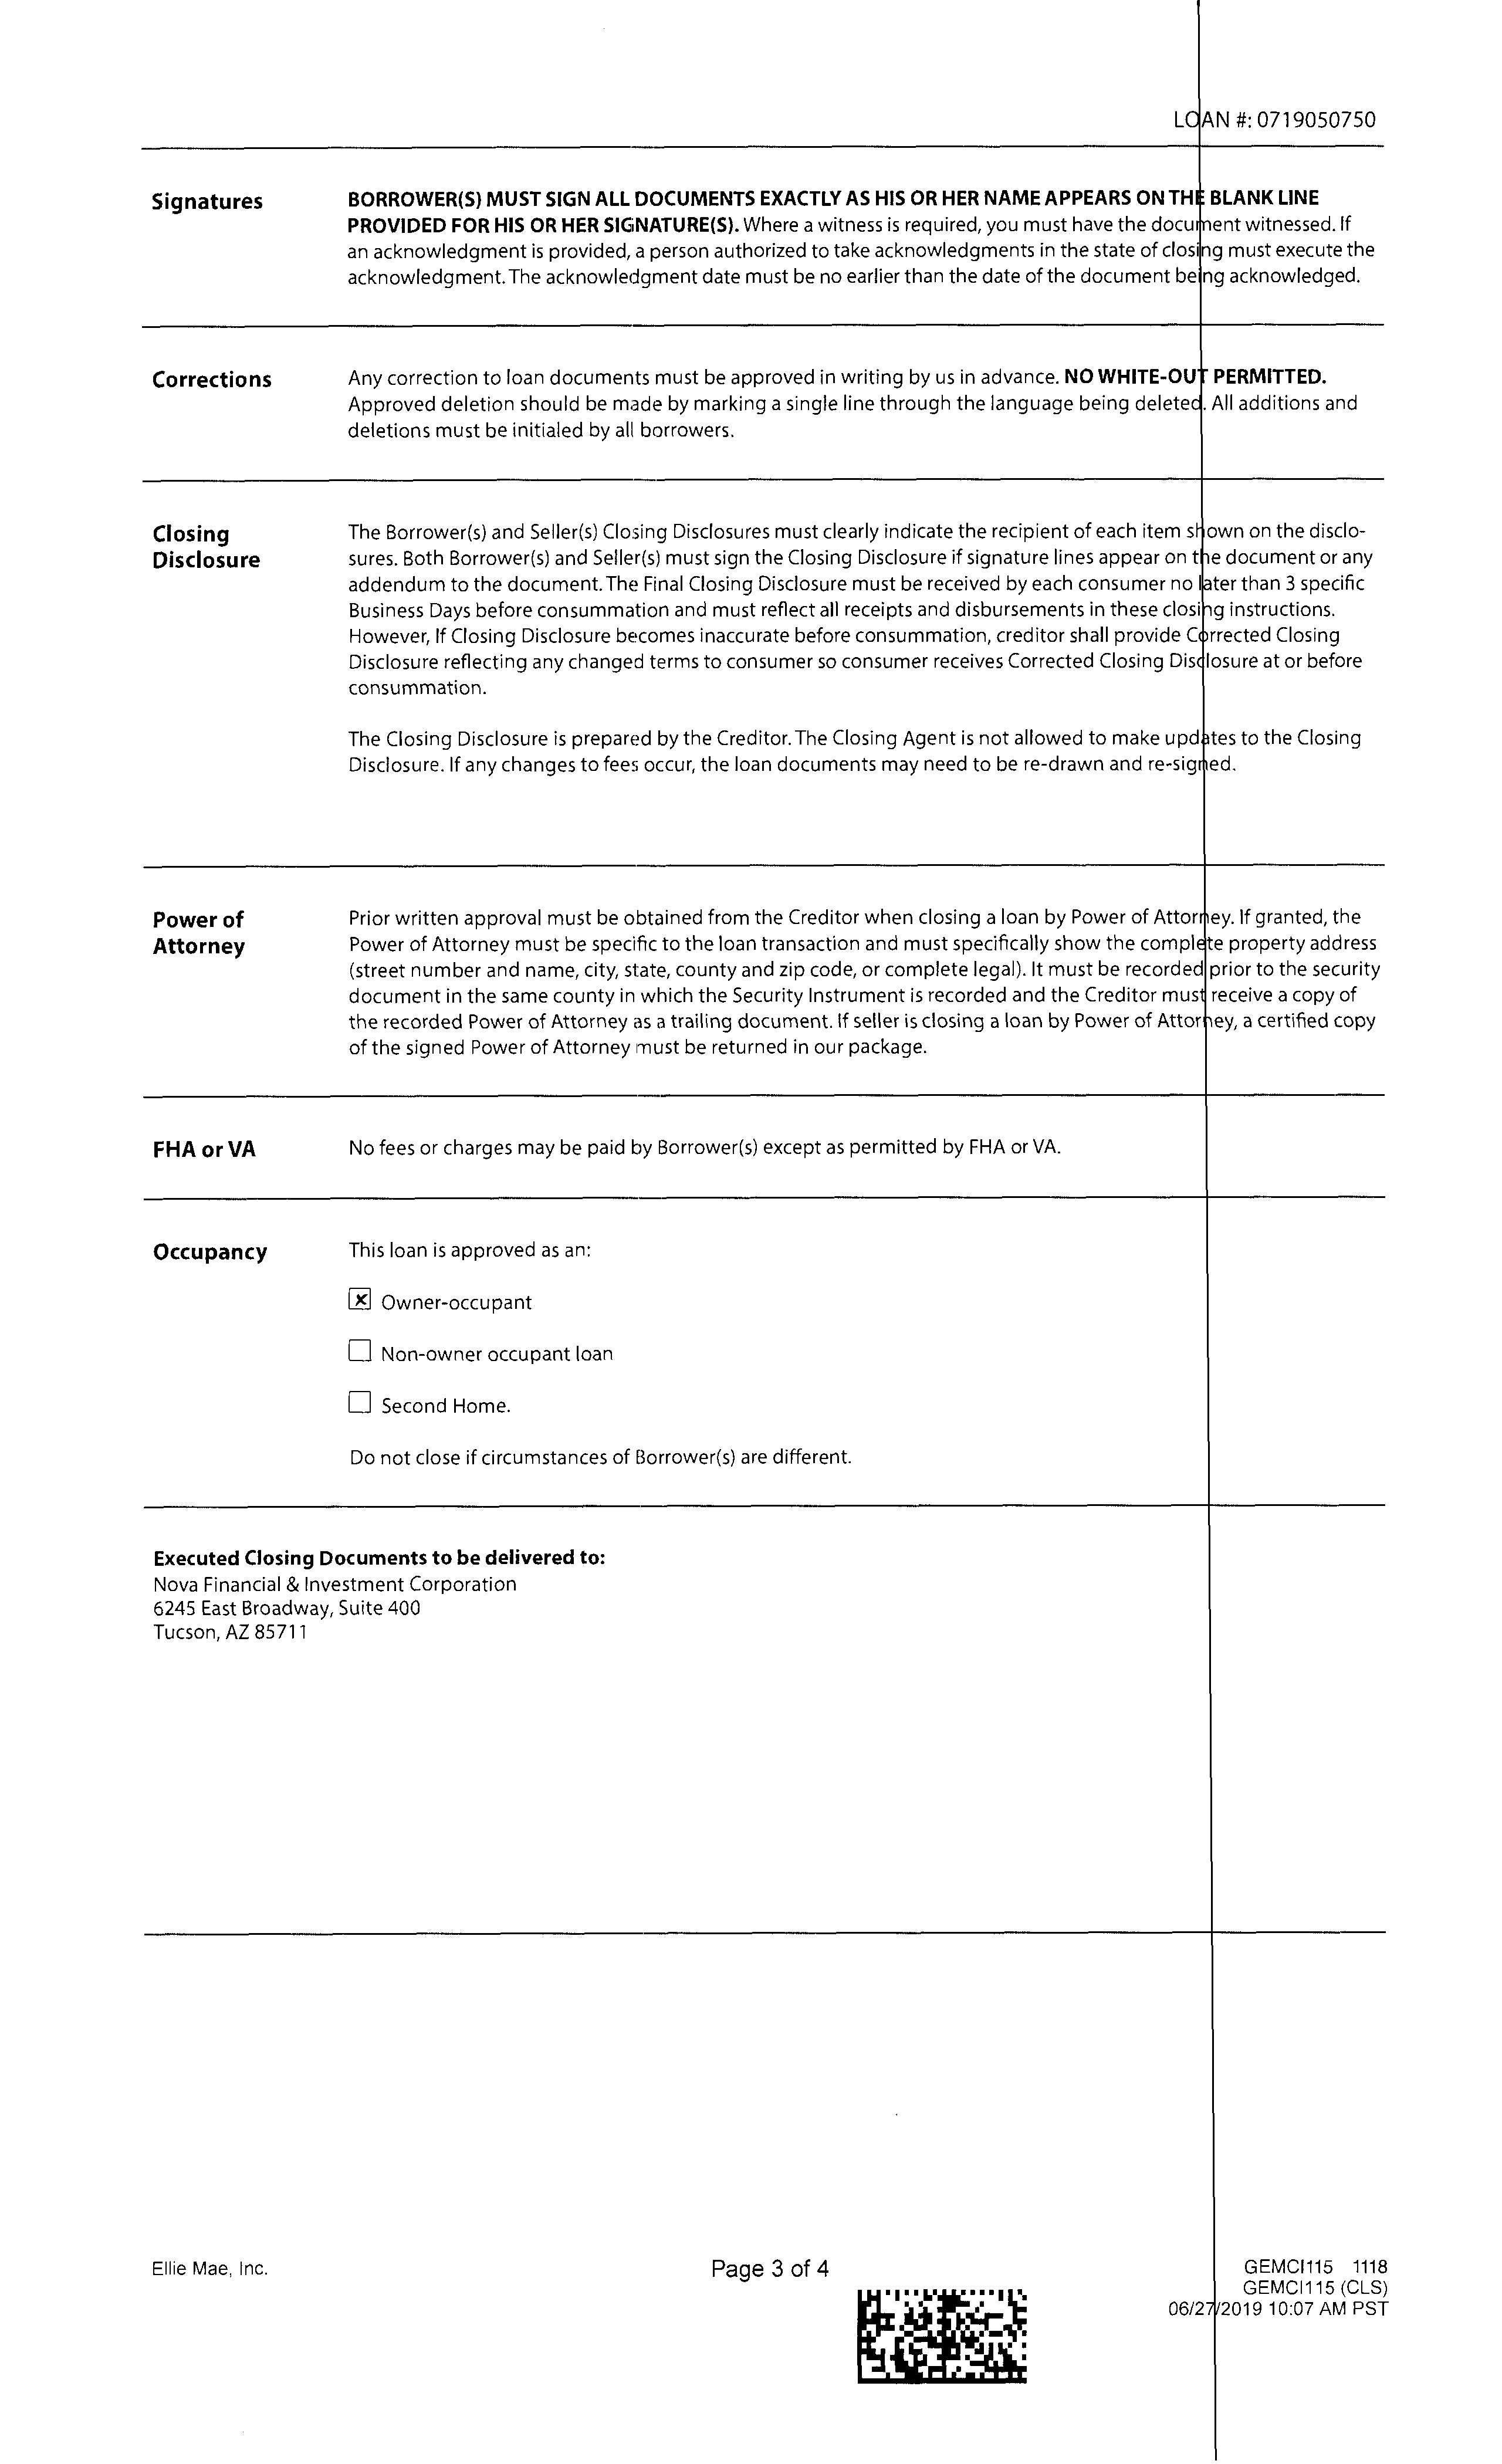 LOAN #: 0719050750
Signatures
BORROWER(S) MUST SIGN ALL DOCUMENTS EXACTLY AS HIS OR HER NAME APPEARS ON THE BLANK LINE
PROVIDED FOR HIS OR HER SIGNATURE(S). Where a witness is required, you must have the document witnessed. If
an acknowledgment is provided, a person authorized to take acknowledgments in the state of closing must execute the
acknowledgment. The acknowledgment date must be no earlier than the date of the document being acknowledged.
Corrections
Any correction to loan documents must be approved in writing by us in advance. NO WHITE-OUT PERMITTED.
Approved deletion should be made by marking a single line through the language being deleted. All additions and
deletions must be initialed by all borrowers.
Closing
Disclosure
The Borrower(s) and Seller(s) Closing Disclosures must clearly indicate the recipient of each item shown on the disclo-
sures. Both Borrower(s) and Seller(s) must sign the Closing Disclosure if signature lines appear on the document or any
addendum to the document. The Final Closing Disclosure must be received by each consumer no later than 3 specific
Business Days before consummation and must reflect all receipts and disbursements in these closing instructions.
However, If Closing Disclosure becomes inaccurate before consummation, creditor shall provide Corrected Closing
Disclosure reflecting any changed terms to consumer so consumer receives Corrected Closing Disclosure at or before
consummation.
The Closing Disclosure is prepared by the Creditor. The Closing Agent is not allowed to make updates to the Closing
Disclosure. If any changes to fees occur, the loan documents may need to be re-drawn and re-signed.
Power of
Attorney
Prior written approval must be obtained from the Creditor when closing a loan by Power of Attorney. If granted, the
Power of Attorney must be specific to the loan transaction and must specifically show the complete property address
(street number and name, city, state, county and zip code, or complete legal). It must be recorded prior to the security
document in the same county in which the Security Instrument is recorded and the Creditor must receive a copy of
the recorded Power of Attorney as a trailing document. If seller is closing a loan by Power of Attorney, a certified copy
of the signed Power of Attorney must be returned in our package.
FHA or VA
No fees or charges may be paid by Borrower(s) except as permitted by FHA or VA.
Occupancy
This loan is approved as an:
Owner-occupant
Non-owner occupant loan
Second Home.
Do not close if circumstances of Borrower(s) are different.
Executed Closing Documents to be delivered to:
Nova Financial & Investment Corporation
6245 East Broadway, Suite 400
Tucson, AZ 85711
Ellie Mae, Inc.
Page 3 of 4
GEMCI115 1118
GEMCI115 (CLS)
06/27/2019 10:07 AM PST